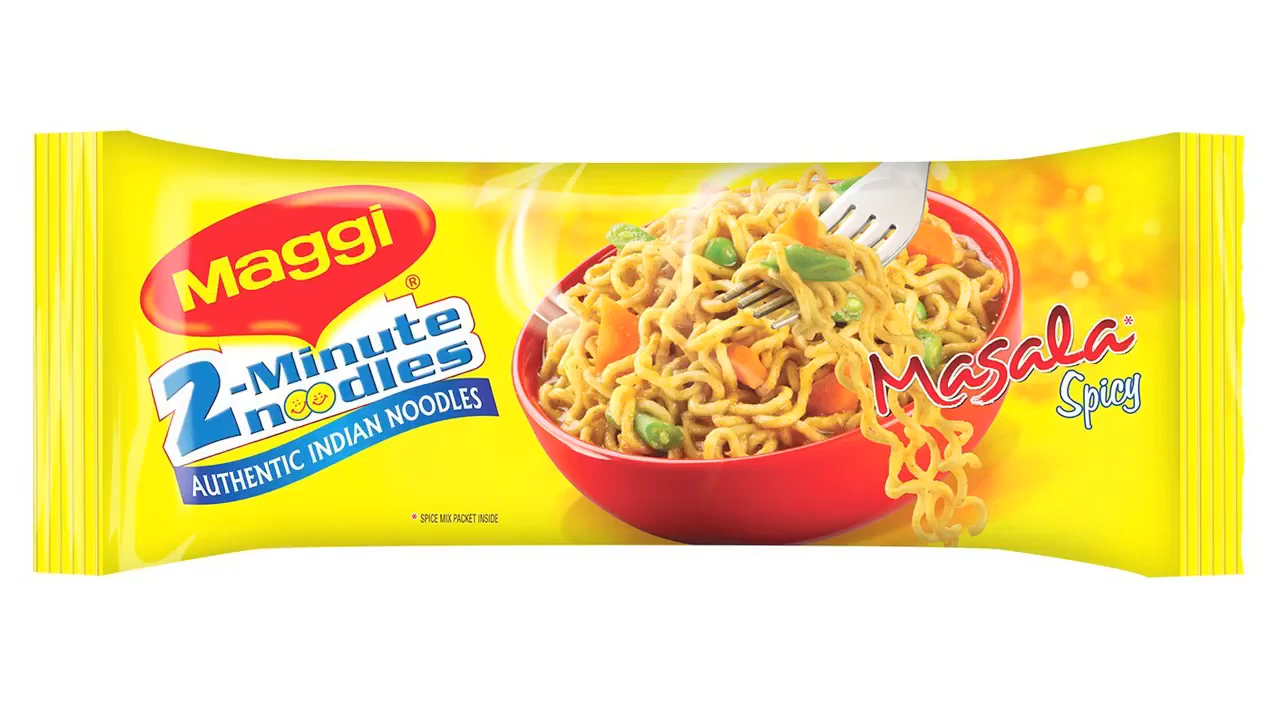 Maggi®
2-Minute
noodles
AUTHENTIC INDIAN NOODLES
* SPICE MIX PACKET INSIDE
Masala*
Spicy